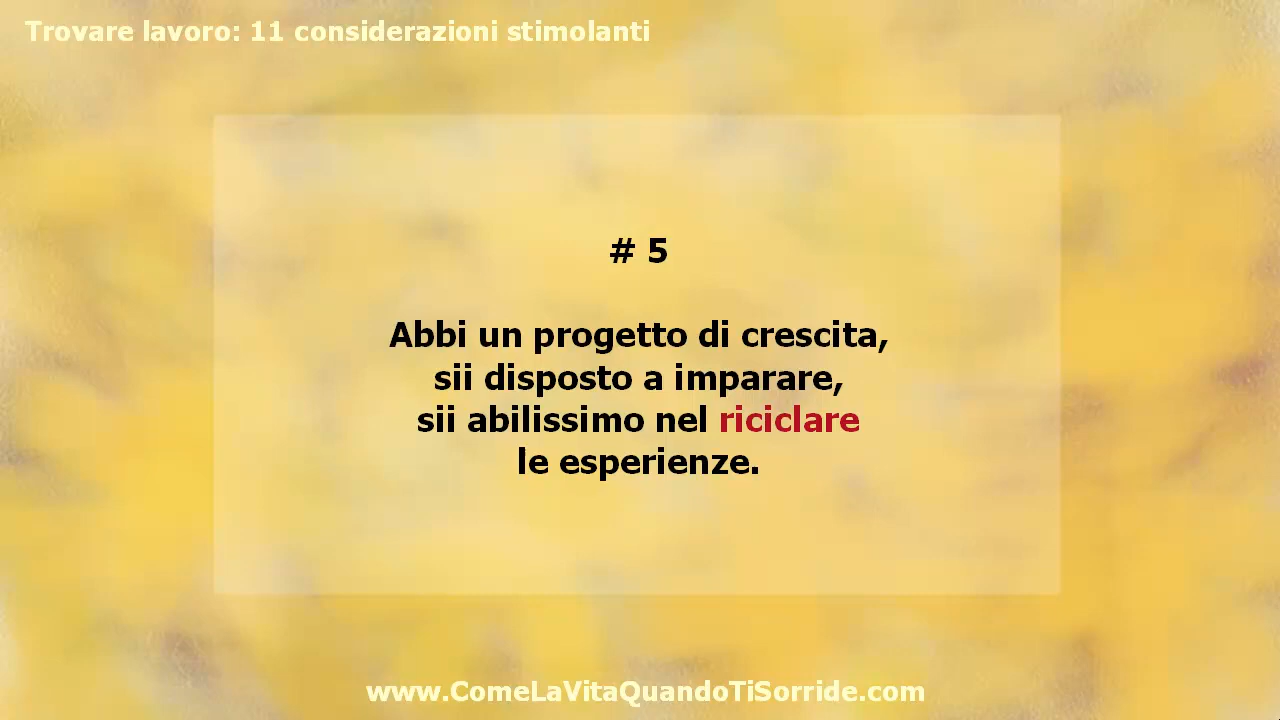 Trovare lavoro: 11 considerazioni stimolanti
# 5
Abbi un progetto di crescita,
sii disposto a imparare,
sii abilissimo nel riciclare
le esperienze.
www.ComeLaVitaQuandoTiSorride.com